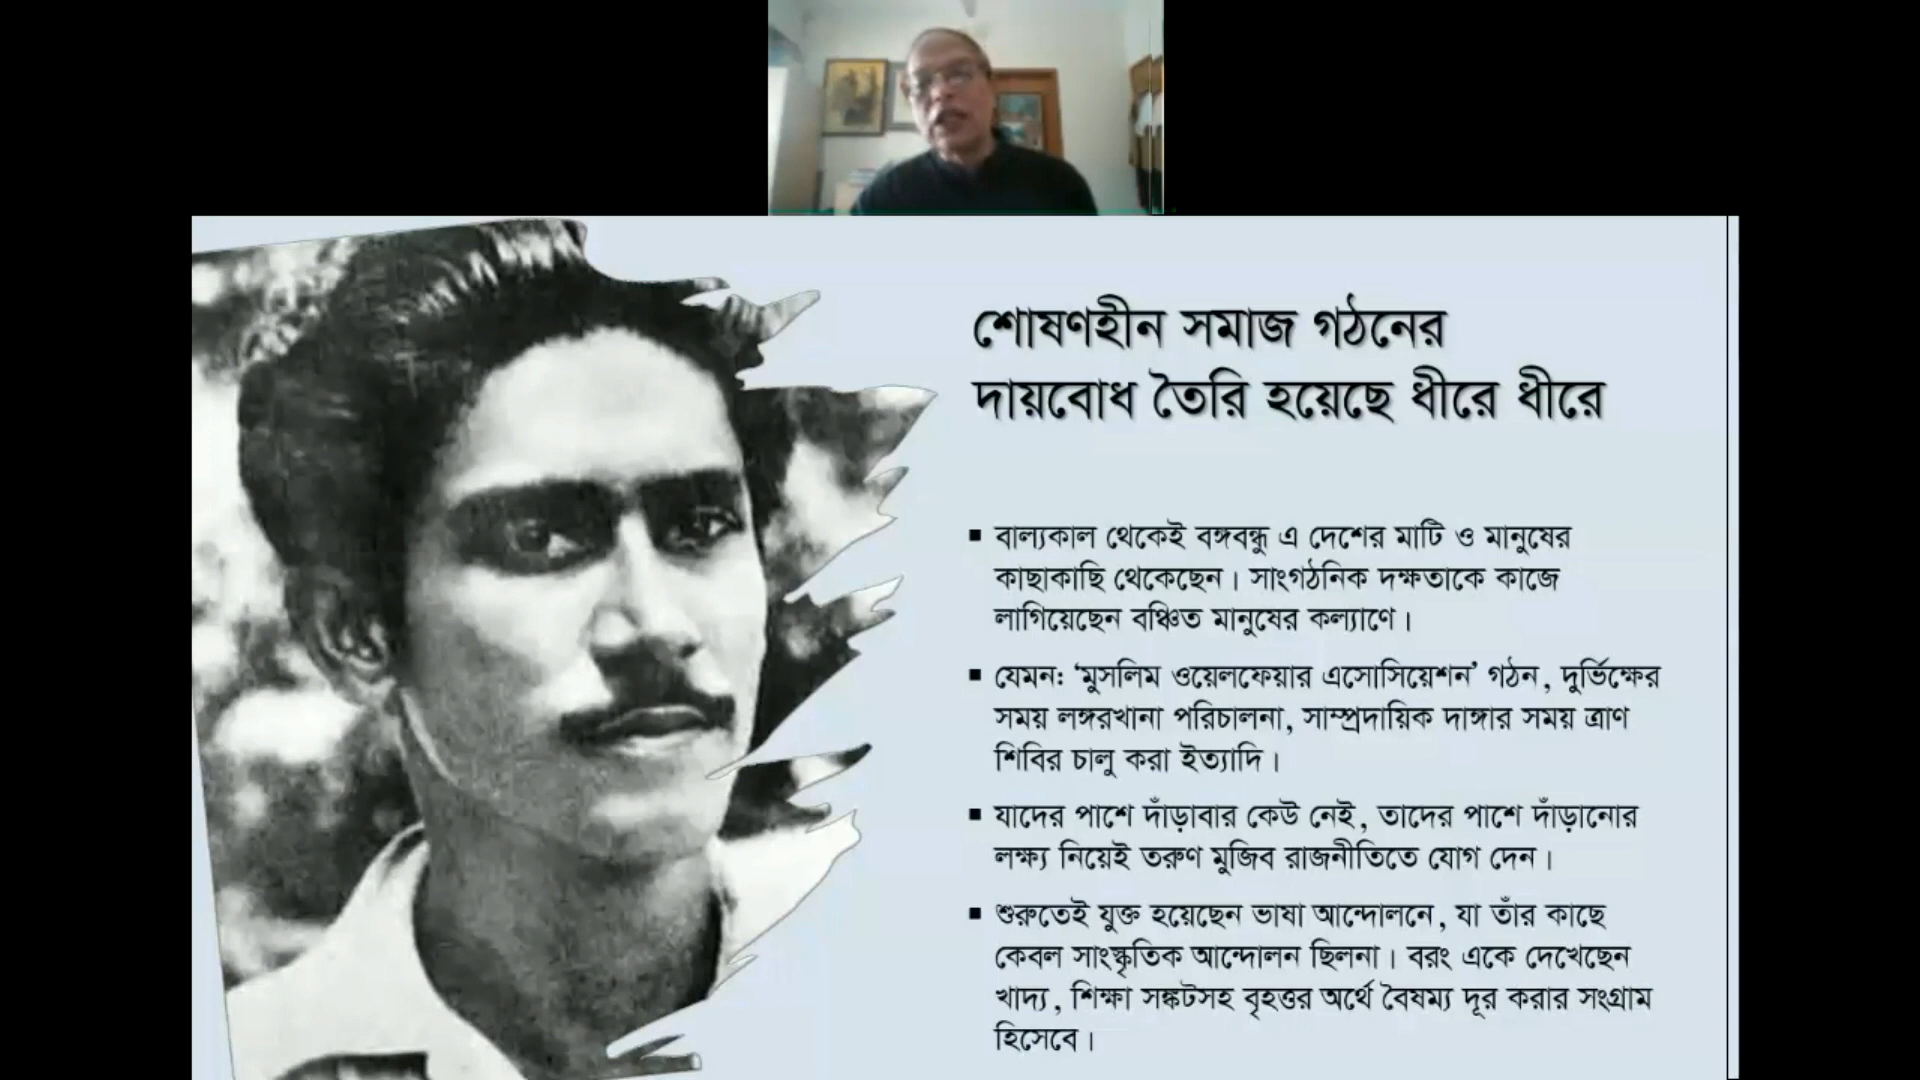 শোষণহীন সমাজ গঠনের
দায়বোধ তৈরি হয়েছে ধীরে ধীরে
▪ বাল্যকাল থেকেই বঙ্গবন্ধু এ দেশের মাটি ও মানুষের
কাছাকাছি থেকেছেন। সাংগঠনিক দক্ষতাকে কাজে
লাগিয়েছেন বঞ্চিত মানুষের কল্যাণে।
▪ যেমন: ‘মুসলিম ওয়েলফেয়ার এসোসিয়েশন’ গঠন, দুর্ভিক্ষের
সময় লঙ্গরখানা পরিচালনা, সাম্প্রদায়িক দাঙ্গার সময় ত্রাণ
শিবির চালু করা ইত্যাদি।
▪ যাদের পাশে দাঁড়াবার কেউ নেই, তাদের পাশে দাঁড়ানোর
লক্ষ্য নিয়েই তরুণ মুজিব রাজনীতিতে যোগ দেন।
▪ শুরুতেই যুক্ত হয়েছেন ভাষা আন্দোলনে, যা তাঁর কাছে
কেবল সাংস্কৃতিক আন্দোলন ছিলনা। বরং একে দেখেছেন
খাদ্য, শিক্ষা সঙ্কটসহ বৃহত্তর অর্থে বৈষম্য দূর করার সংগ্রাম
হিসেবে।